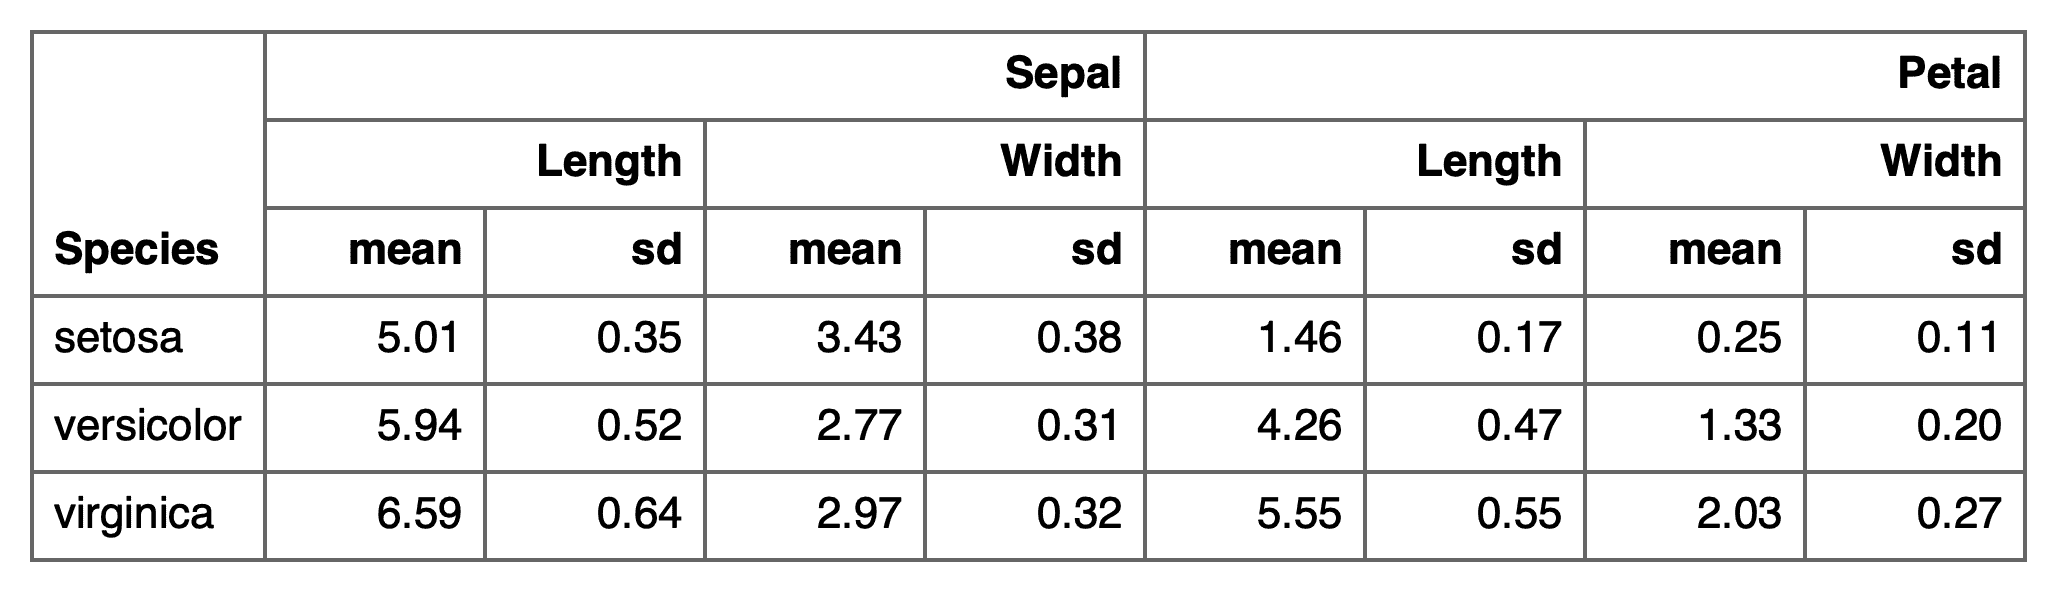 Sepal Petal
Length Width Length Width
Species mean sd mean sd mean sd mean sd
setosa 5.01 0.35 3.43 0.38 1.46 0.17 0.25 0.11
versicolor 5.94 0.52 2.77 0.31 4.26 0.47 1.33 0.20
virginica 6.59 0.64 2.97 0.32 5.55 0.55 2.03 0.27